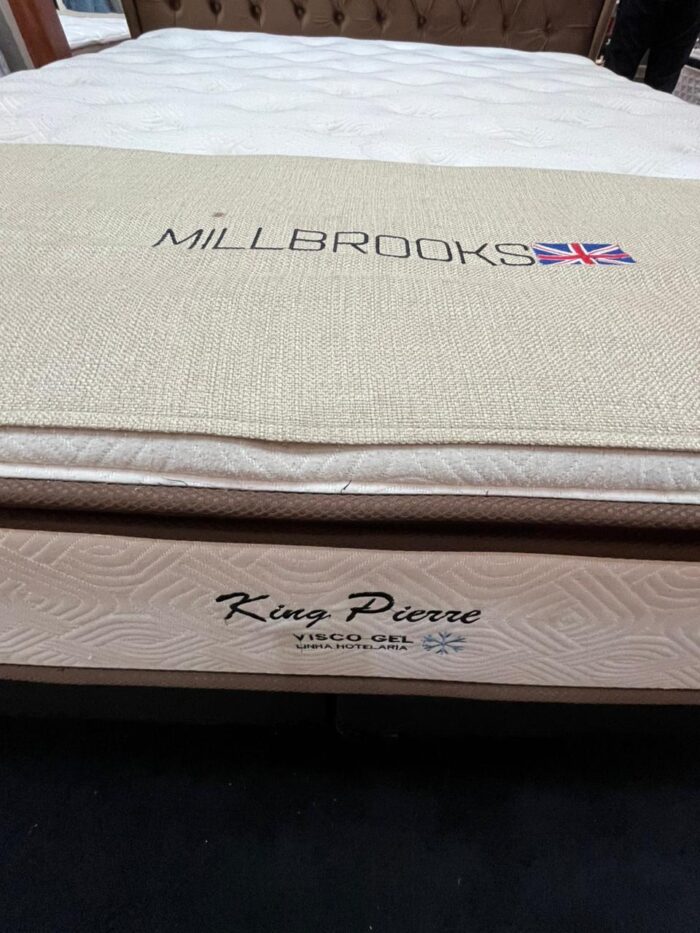 MILLBROOKS
King Pierre
VISCO GEL
LINHA HOTELARIA